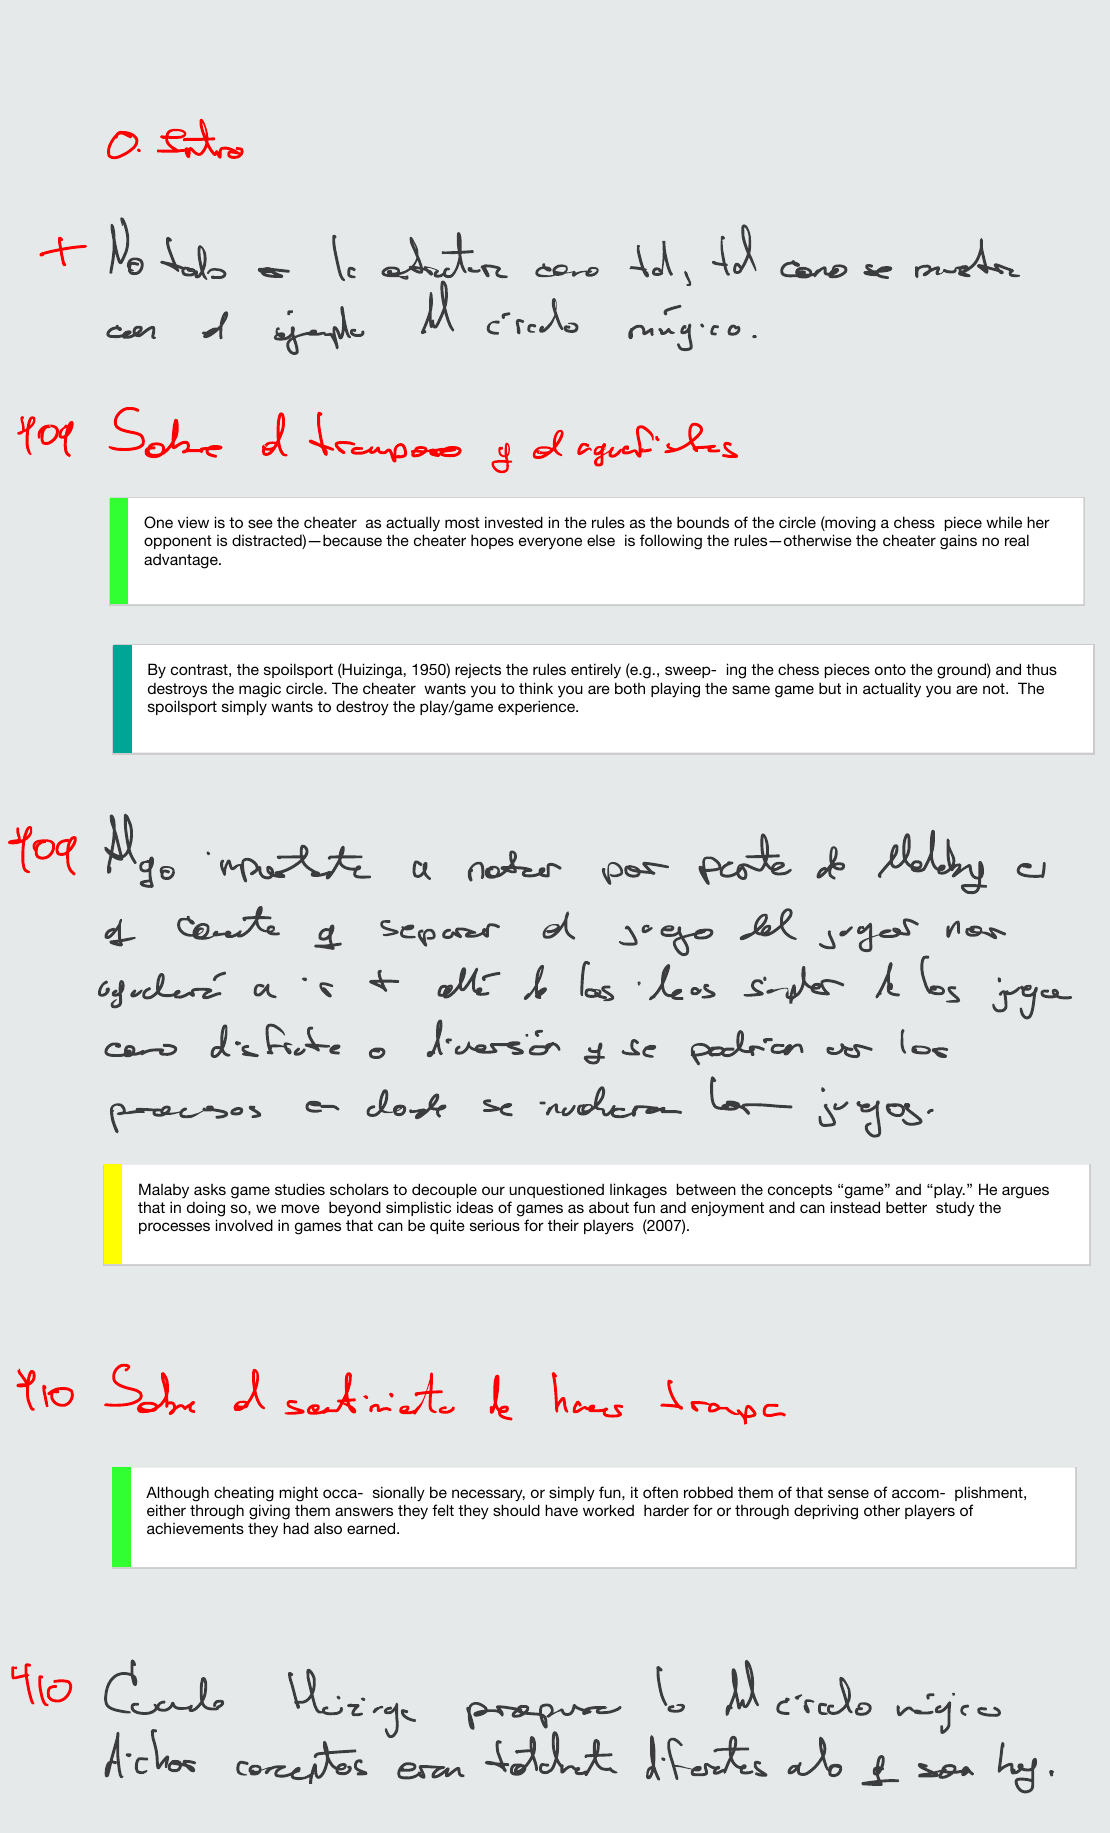 0. Intro
+ No todo es la estructura como tal, tal como se muestra
con el ejemplo del círculo mágico.
409 Sobre el tramposo y el aguafiestas
One view is to see the cheater as actually most invested in the rules as the bounds of the circle (moving a chess piece while her
opponent is distracted)—because the cheater hopes everyone else is following the rules—otherwise the cheater gains no real
advantage.
By contrast, the spoilsport (Huizinga, 1950) rejects the rules entirely (e.g., sweep- ing the chess pieces onto the ground) and thus
destroys the magic circle. The cheater wants you to think you are both playing the same game but in actuality you are not. The
spoilsport simply wants to destroy the play/game experience.
409 Algo importante a notar por parte de Malaby es
q comenta q separar el juego del jugar nos
ayudará a ir + allá de las ideas simples de los juegos
como disfrute o diversión y se podrían ver los
procesos en donde se involucran los juegos.
Malaby asks game studies scholars to decouple our unquestioned linkages between the concepts “game” and “play.” He argues
that in doing so, we move beyond simplistic ideas of games as about fun and enjoyment and can instead better study the
processes involved in games that can be quite serious for their players (2007).
410 Sobre el sentimiento de hacer trampa
Although cheating might occa- sionally be necessary, or simply fun, it often robbed them of that sense of accom- plishment,
either through giving them answers they felt they should have worked harder for or through depriving other players of
achievements they had also earned.
410 Cuando Huizinga propuso lo del círculo mágico
dichos conceptos eran totalmente diferentes a lo q son hoy.